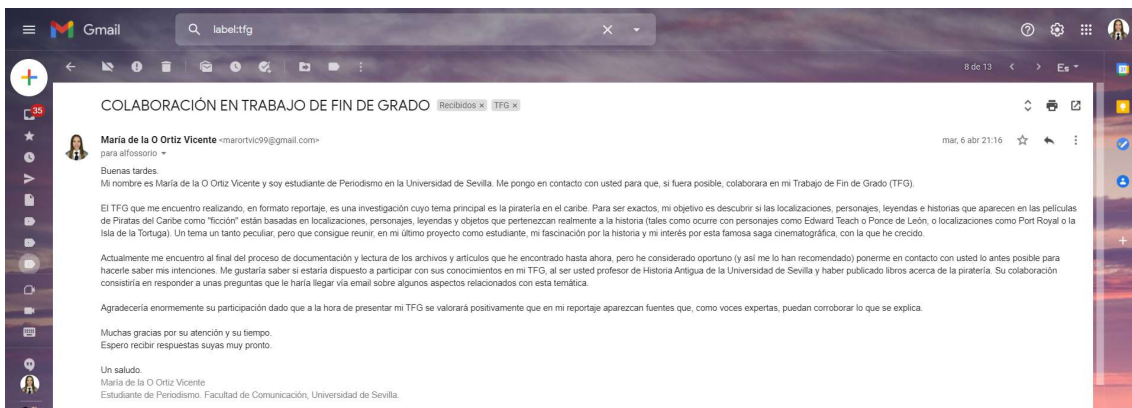 Gmail
label:tfg
8 de 13
Es
35
COLABORACIÓN EN TRABAJO DE FIN DE GRADO Recibidos x TFG x
María de la O Ortiz Vicente <marortvic99@gmail.com>
mar, 6 abr 21:16
para alfossorio
Buenas tardes.
Mi nombre es María de la O Ortiz Vicente y soy estudiante de Periodismo en la Universidad de Sevilla. Me pongo en contacto con usted para que, si fuera posible, colaborara en mi Trabajo de Fin de Grado (TFG).
El TFG que me encuentro realizando, en formato reportaje, es una investigación cuyo tema principal es la piratería en el caribe. Para ser exactos, mi objetivo es descubrir si las localizaciones, personajes, leyendas e historias que aparecen en las películas
de Piratas del Caribe como "ficción" están basadas en localizaciones, personajes, leyendas y objetos que pertenezcan realmente a la historia (tales como ocurre con personajes como Edward Teach o Ponce de León, o localizaciones como Port Royal o la
Isla de la Tortuga). Un tema un tanto peculiar, pero que consigue reunir, en mi último proyecto como estudiante, mi fascinación por la historia y mi interés por esta famosa saga cinematográfica, con la que he crecido.
Actualmente me encuentro al final del proceso de documentación y lectura de los archivos y artículos que he encontrado hasta ahora, pero he considerado oportuno (y así me lo han recomendado) ponerme en contacto con usted lo antes posible para
hacerle saber mis intenciones. Me gustaría saber si estaría dispuesto a participar con sus conocimientos en mi TFG, al ser usted profesor de Historia Antigua de la Universidad de Sevilla y haber publicado libros acerca de la piratería. Su colaboración
consistiría en responder a unas preguntas que le haría llegar vía email sobre algunos aspectos relacionados con esta temática.
Agradecería enormemente su participación dado que a la hora de presentar mi TFG se valorará positivamente que en mi reportaje aparezcan fuentes que, como voces expertas, puedan corroborar lo que se explica.
Muchas gracias por su atención y su tiempo.
Espero recibir respuestas suyas muy pronto.
Un saludo.
María de la O Ortiz Vicente
Estudiante de Periodismo. Facultad de Comunicación, Universidad de Sevilla.